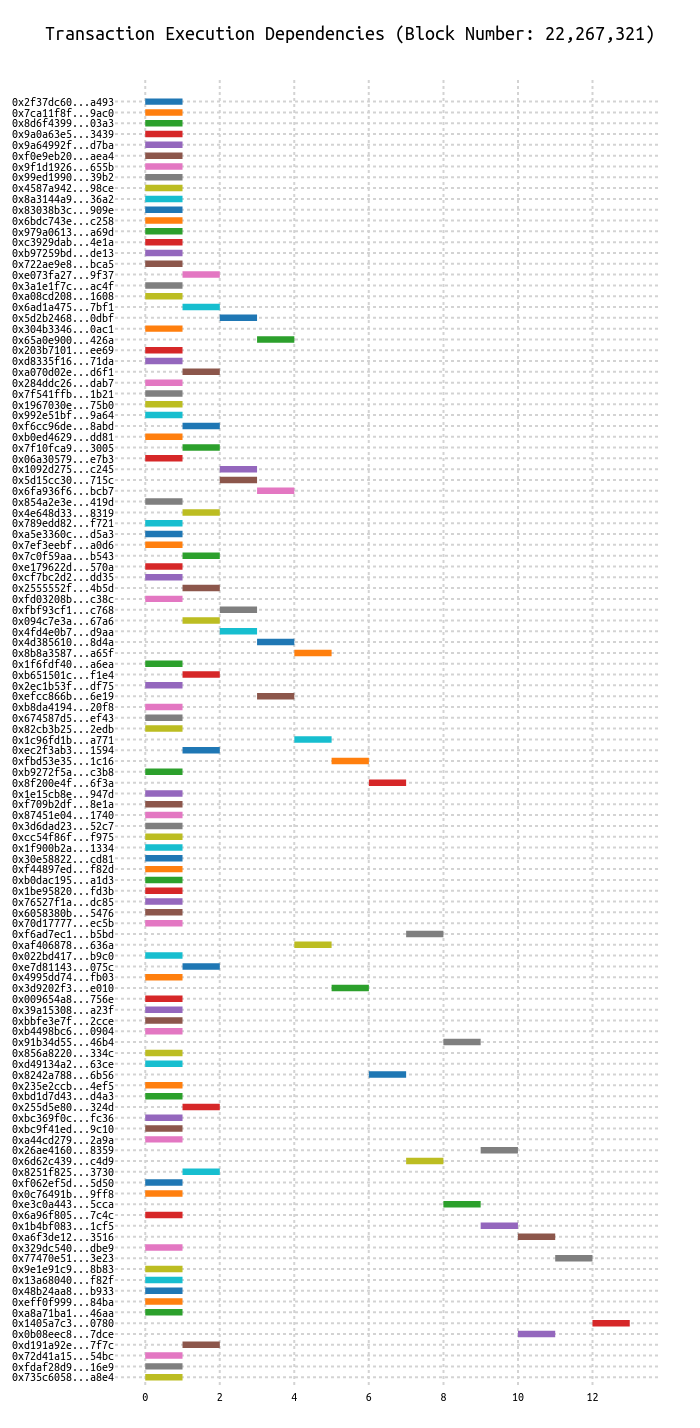 Transaction Execution Dependencies (Block Number: 22,267,321)
0x2f37dc60...a493
0x7ca11f8f...9ac0
0x8d6f4399...03a3
0x9a0a63e5...3439
0x9a64992f...d7ba
0xf0e9eb20...aea4
0x9f1d1926...655b
0x99ed1990...39b2
0x4587a942...98ce
0x8a3144a9...36a2
0x83038b3c...909e
0x6bdc743e...c258
0x979a0613...a69d
0xc3929dab...4e1a
0xb97259bd...de13
0x722ae9e8...bca5
0xe073fa27...9f37
0x3a1e1f7c...ac4f
0xa08cd208...1608
0x6ad1a475...7bf1
0x5d2b2468...0dbf
0x304b3346...0ac1
0x65a0e900...426a
0x203b7101...ee69
0xd8335f16...71da
0xa070d02e...d6f1
0x284ddc26...dab7
0x7f541ffb...1b21
0x1967030e...75b0
0x992e51bf...9a64
0xf6cc96de...8abd
0xb0ed4629...dd81
0x7f10fca9...3005
0x06a30579...e7b3
0x1092d275...c245
0x5d15cc30...715c
0x6fa936f6...bcb7
0x854a2e3e...419d
0x4e648d33...8319
0x789edd82...f721
0xa5e3360c...d5a3
0x7ef3eebf...a0d6
0x7c0f59aa...b543
0xe179622d...570a
0xcf7bc2d2...dd35
0x2555552f...4b5d
0xfd03208b...c38c
0xfbf93cf1...c768
0x094c7e3a...67a6
0x4fd4e0b7...d9aa
0x4d385610...8d4a
0x8b8a3587...a65f
0x1f6fdf40...a6ea
0xb651501c...f1e4
0x2ec1b53f...df75
0xefcc866b...6e19
0xb8da4194...20f8
0x674587d5...ef43
0x82cb3b25...2edb
0x1c96fd1b...a771
0xec2f3ab3...1594
0xfbd53e35...1c16
0xb9272f5a...c3b8
0x8f200e4f...6f3a
0x1e15cb8e...947d
0xf709b2df...8e1a
0x87451e04...1740
0x3d6dad23...52c7
0xcc54f86f...f975
0x1f900b2a...1334
0x30e58822...cd81
0xf44897ed...f82d
0xb0dac195...a1d3
0x1be95820...fd3b
0x76527f1a...dc85
0x6058380b...5476
0x70d17777...ec5b
0xf6ad7ec1...b5bd
0xaf406878...636a
0x022bd417...b9c0
0xe7d81143...075c
0x4995dd74...fb03
0x3d9202f3...e010
0x009654a8...756e
0x39a15308...a23f
0xbbfe3e7f...2cce
0xb4498bc6...0904
0x91b34d55...46b4
0x856a8220...334c
0xd49134a2...63ce
0x8242a788...6b56
0x235e2ccb...4ef5
0xbd1d7d43...d4a3
0x255d5e80...324d
0xbc369f0c...fc36
0xbc9f41ed...9c10
0xa44cd279...2a9a
0x26ae4160...8359
0x6d62c439...c4d9
0x8251f825...3730
0xf062ef5d...5d50
0x0c76491b...9ff8
0xe3c0a443...5cca
0x6a96f805...7c4c
0x1b4bf083...1cf5
0xa6f3de12...3516
0x329dc540...dbe9
0x77470e51...3e23
0x9e1e91c9...8b83
0x13a68040...f82f
0x48b24aa8...b933
0xeff0f999...84ba
0xa8a71ba1...46aa
0x1405a7c3...0780
0x0b08eec8...7dce
0xd191a92e...7f7c
0x72d41a15...54bc
0xfdaf28d9...16e9
0x735c6058...a8e4
0 2 4 6 8 10 12